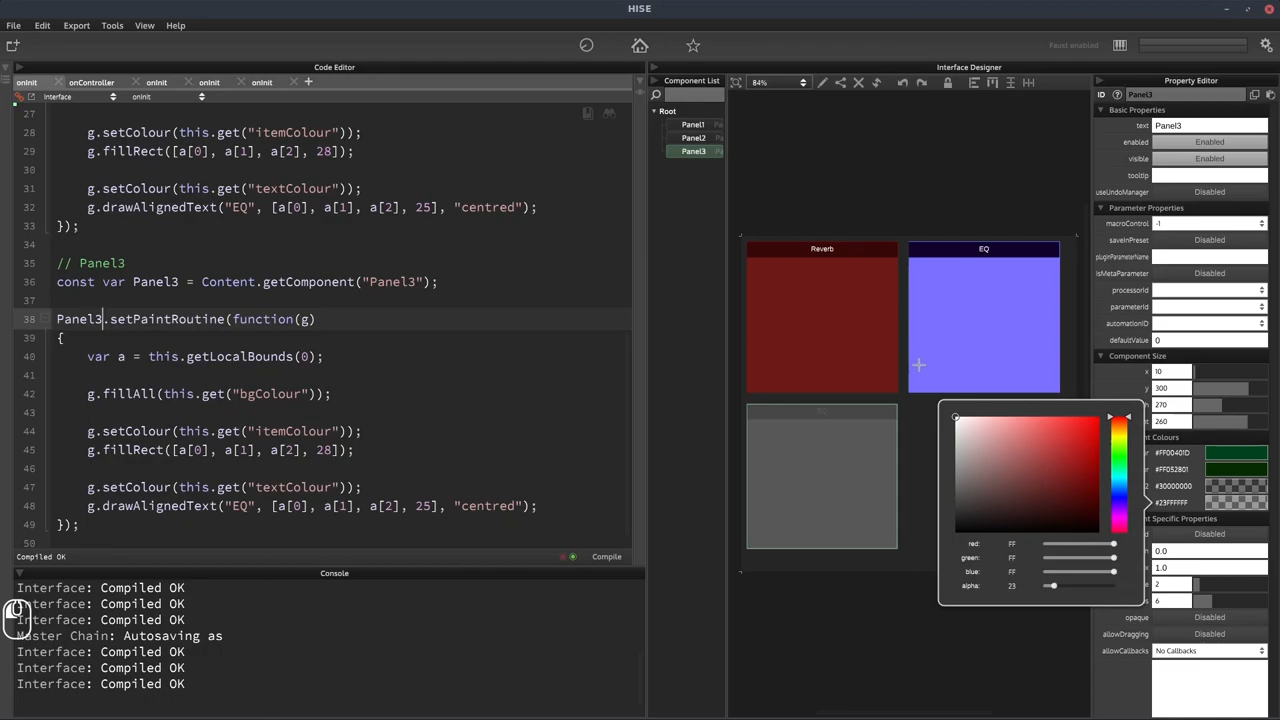 HISE
File Edit Export Tools View Help
Faust enabled
Code Editor
onInit onController onInit onInit onInit
Interface onInit
27
28 g.setColour(this.get("itemColour"));
29 g.fillRect([a[0], a[1], a[2], 28]);
30
31 g.setColour(this.get("textColour"));
32 g.drawAlignedText("EQ", [a[0], a[1], a[2], 25], "centred");
33 });
34
35 // Panel3
36 const var Panel3 = Content.getComponent("Panel3");
37
38 Panel3.setPaintRoutine(function(g)
39 {
40 var a = this.getLocalBounds(0);
41
42 g.fillAll(this.get("bgColour"));
43
44 g.setColour(this.get("itemColour"));
45 g.fillRect([a[0], a[1], a[2], 28]);
46
47 g.setColour(this.get("textColour"));
48 g.drawAlignedText("EQ", [a[0], a[1], a[2], 25], "centred");
49 });
50
Compiled OK
Compile
Console
Interface: Compiled OK
Interface: Compiled OK
Interface: Compiled OK
Master Chain: Autosaving as
Interface: Compiled OK
Interface: Compiled OK
Interface: Compiled OK
Component List
Root
Panel1
Panel2
Panel3
Interface Designer
84%
Reverb
EQ
EQ
red: FF
green: FF
blue: FF
alpha: 23
Property Editor
ID Panel3
Basic Properties
text Panel3
enabled Enabled
visible Enabled
tooltip
useUndoManager Disabled
Parameter Properties
macroControl -1
saveInPreset Disabled
pluginParameterName
isMetaParameter Disabled
processorId
parameterId
automationID
defaultValue 0
Component Size
x 10
y 300
270
260
Colours
#FF00401D
#FF052801
2 #30000000
#23FFFFFF
Specific Properties
Disabled
0.0
1.0
2
6
opaque Disabled
allowDragging Disabled
allowCallbacks No Callbacks